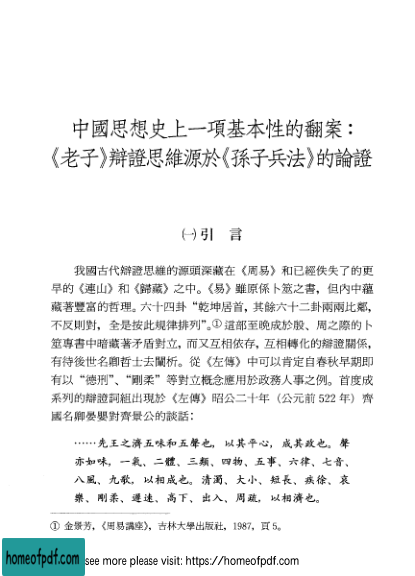 中國思想史上一項基本性的翻案：
《老子》辯證思維源於《孫子兵法》的論證
㈠引　言
我國古代辯證思維的源頭深藏在《周易》和已經佚失了的更
早的《連山》和《歸藏》之中。《易》雖原係卜筮之書，但內中蘊
藏著豐富的哲理。六十四卦“乾坤居首，其餘六十二卦兩兩比鄰，
不反則對，全是按此規律排列”。①這部至晚成於殷、周之際的卜
筮專書中暗藏著矛盾對立，而又互相依存，互相轉化的辯證關係，
有待後世名卿哲士去闡析。從《左傳》中可以肯定自春秋早期即
有以“德刑”、“剛柔”等對立概念應用於政務人事之例。首度成
系列的辯證詞組出現於《左傳》昭公二十年（公元前 522 年）齊
國名卿晏嬰對齊景公的談話：
……先王之濟五味和五聲也，以其平心，成其政也。聲
亦如味，一氣、二體、三類、四物、五事、六律、七音、
八風、九歌，以相成也。清濁、大小、短長、疾徐、哀
樂、剛柔、遲速、高下、出入、周疏，以相濟也。
① 金景芳，《周易講座》，吉林大學出版社，1987，頁 5。
homeofpdf.com see more please visit: https://homeofpdf.com